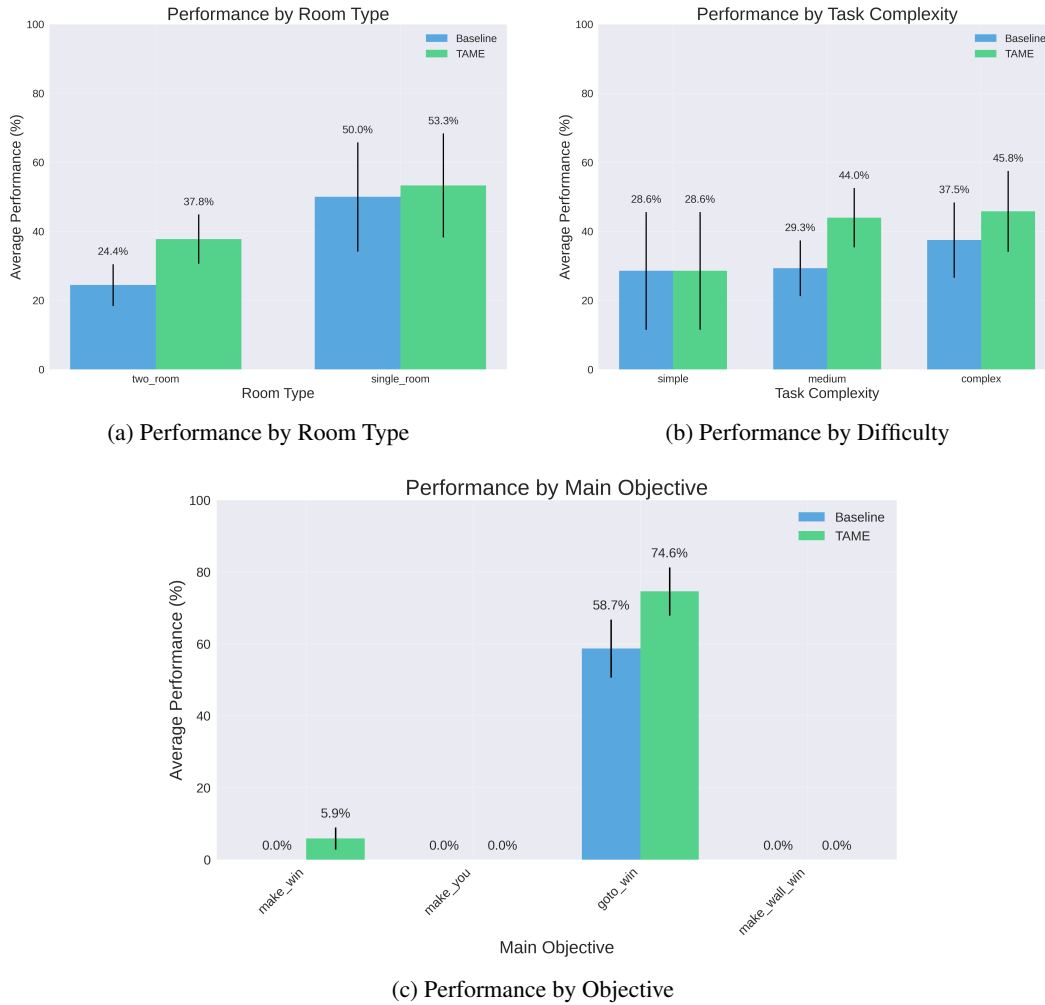 Performance by Room Type
100
80
60
40
20
0
Average Performance (%)
Baseline
TAME
24.4%
37.8%
50.0%
53.3%
two_room
single_room
Room Type
(a) Performance by Room Type
Performance by Task Complexity
100
80
60
40
20
0
Average Performance (%)
Baseline
TAME
28.6%
28.6%
29.3%
44.0%
37.5%
45.8%
simple
medium
complex
Task Complexity
(b) Performance by Difficulty
Performance by Main Objective
100
80
60
40
20
0
Average Performance (%)
Baseline
TAME
0.0%
5.9%
0.0%
0.0%
58.7%
74.6%
0.0%
0.0%
make_win
make_you
goto_win
make_wall_win
Main Objective
(c) Performance by Objective